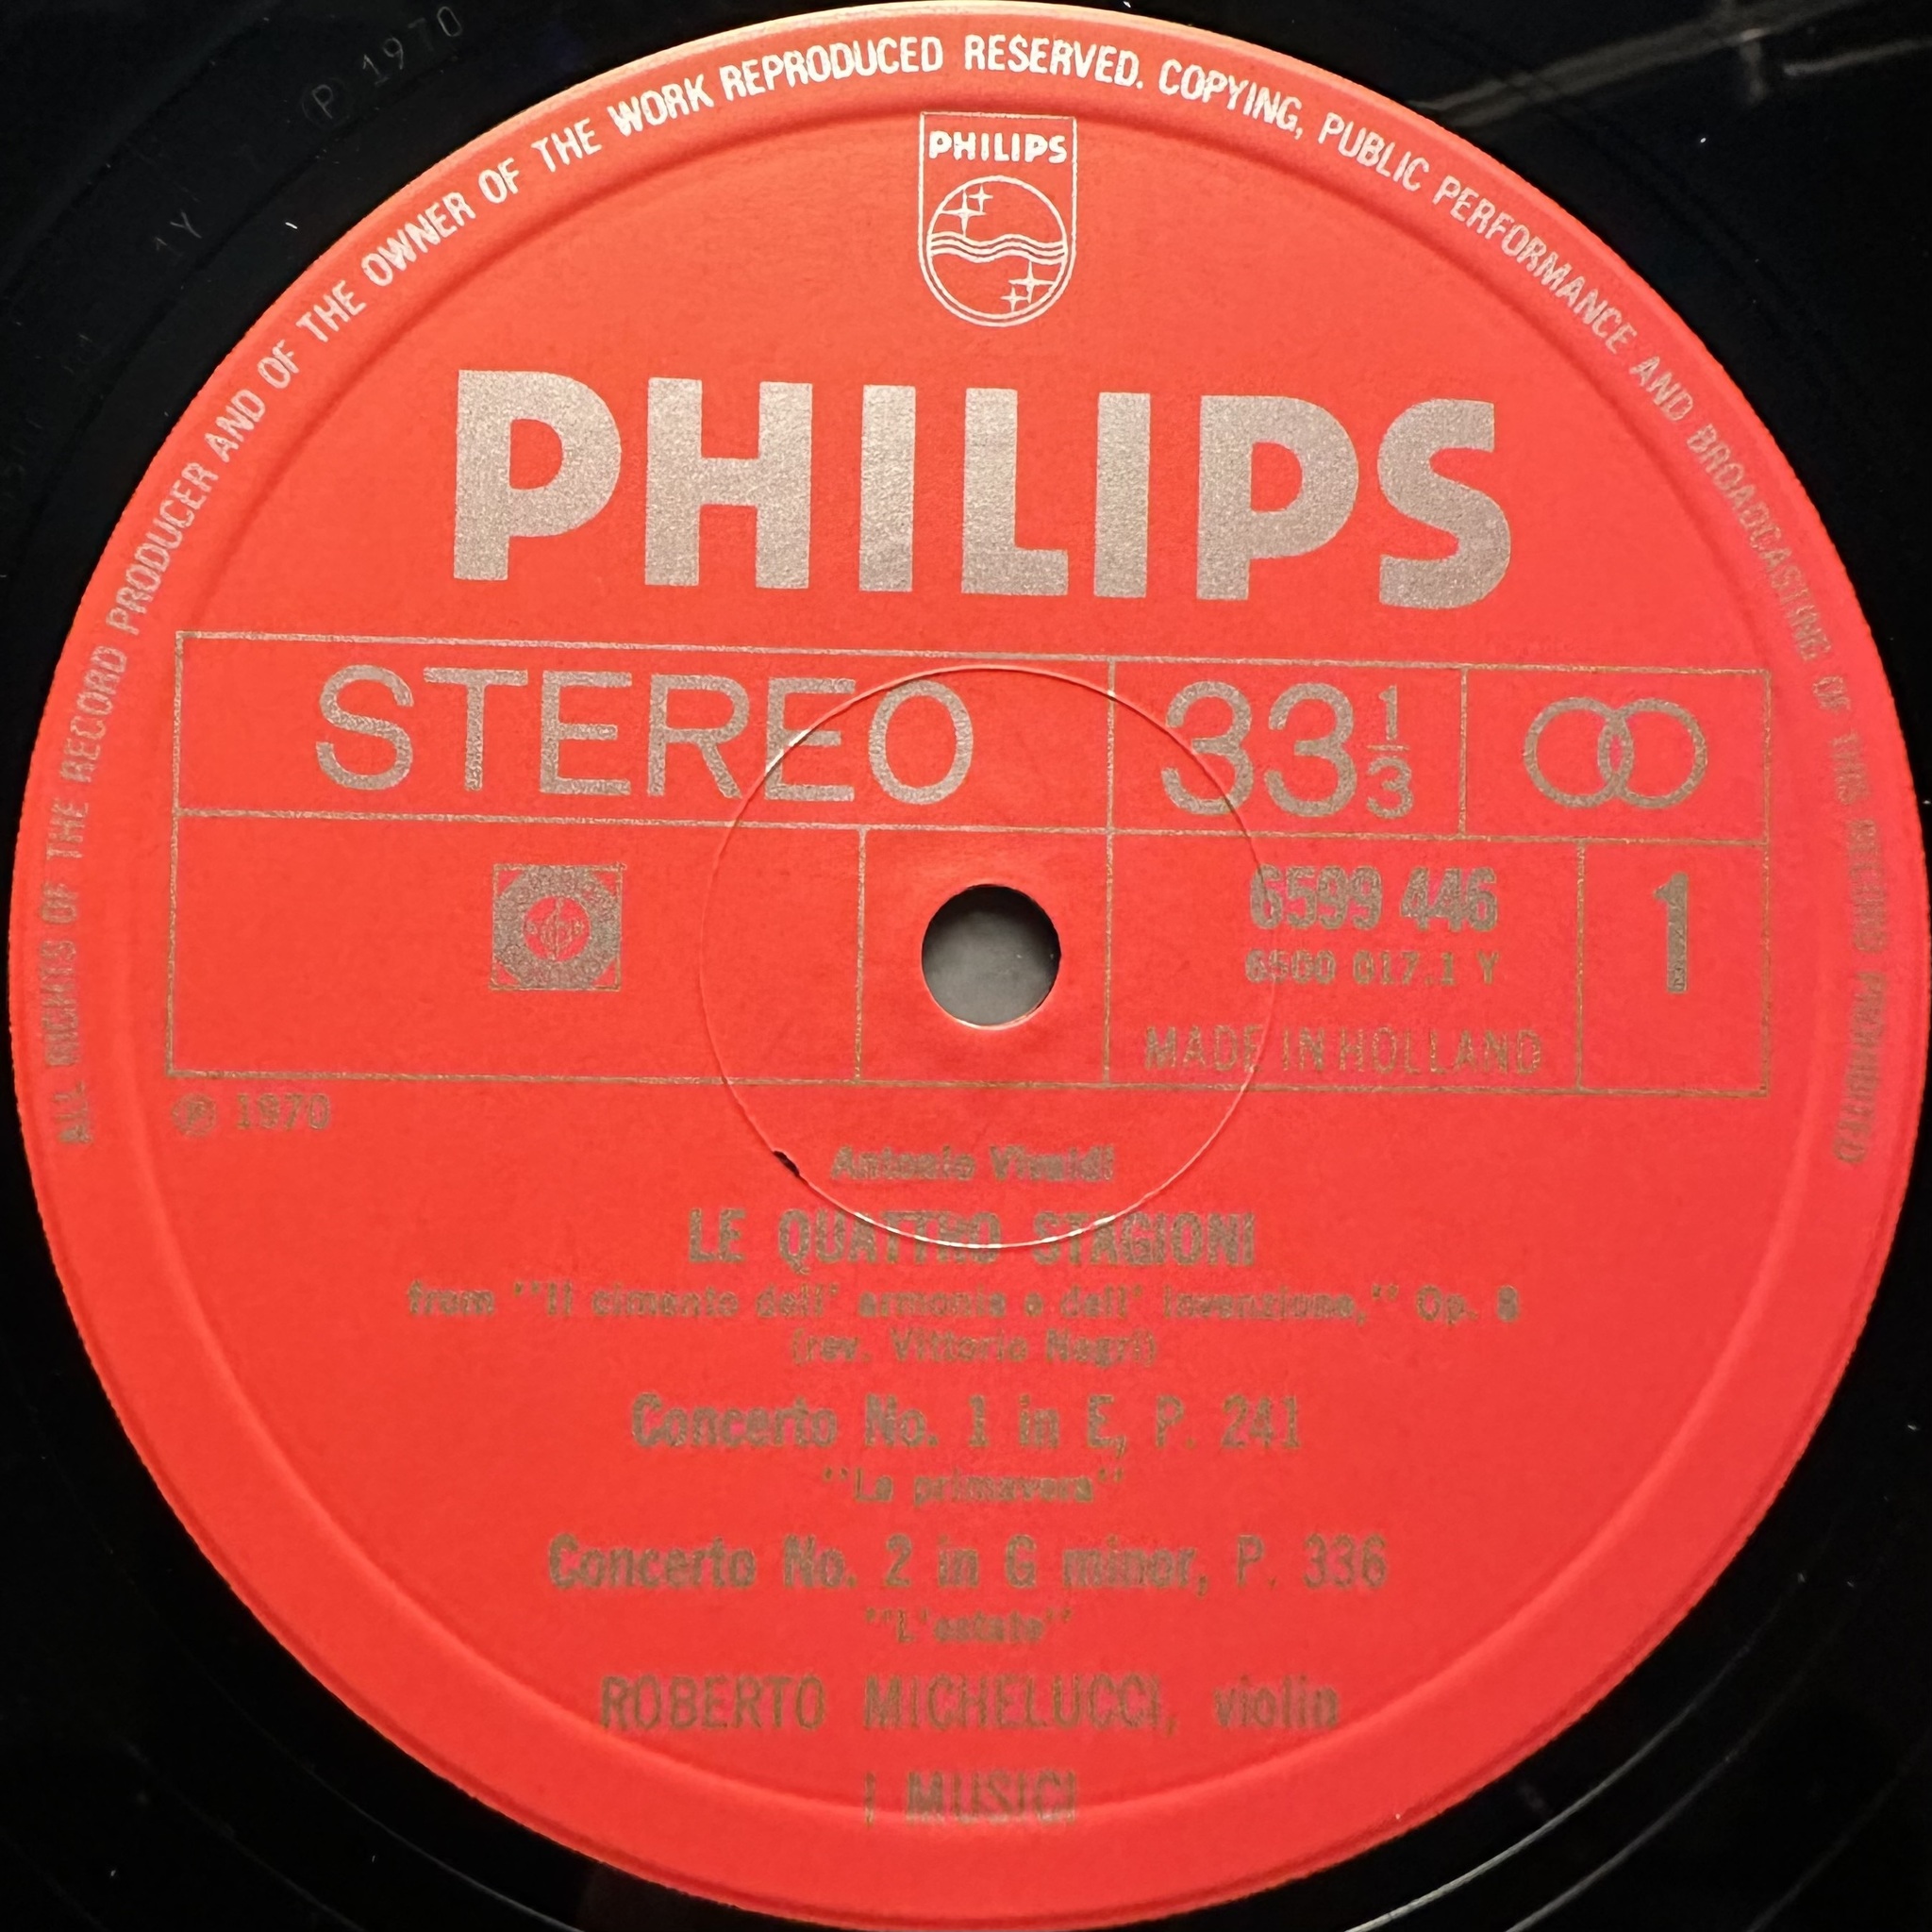 ℗ 1970
ALL RIGHTS OF THE RECORD PRODUCER AND OF THE OWNER OF THE WORK REPRODUCED RESERVED. COPYING, PUBLIC PERFORMANCE AND BROADCASTING OF THIS RECORD PROHIBITED
PHILIPS
PHILIPS
STEREO
33 1/3
6599 446
1
6500 017.1 Y
MADE IN HOLLAND
℗ 1970
Antonio Vivaldi
LE QUATTRO STAGIONI
from "Il cimento dell' armonia e dell' invenzione," Op. 8
(rev. Vittorio Negri)
Concerto No. 1 in E, P. 241
"La primavera"
Concerto No. 2 in G minor, P. 336
"L'estate"
ROBERTO MICHELUCCI, violin
I MUSICI